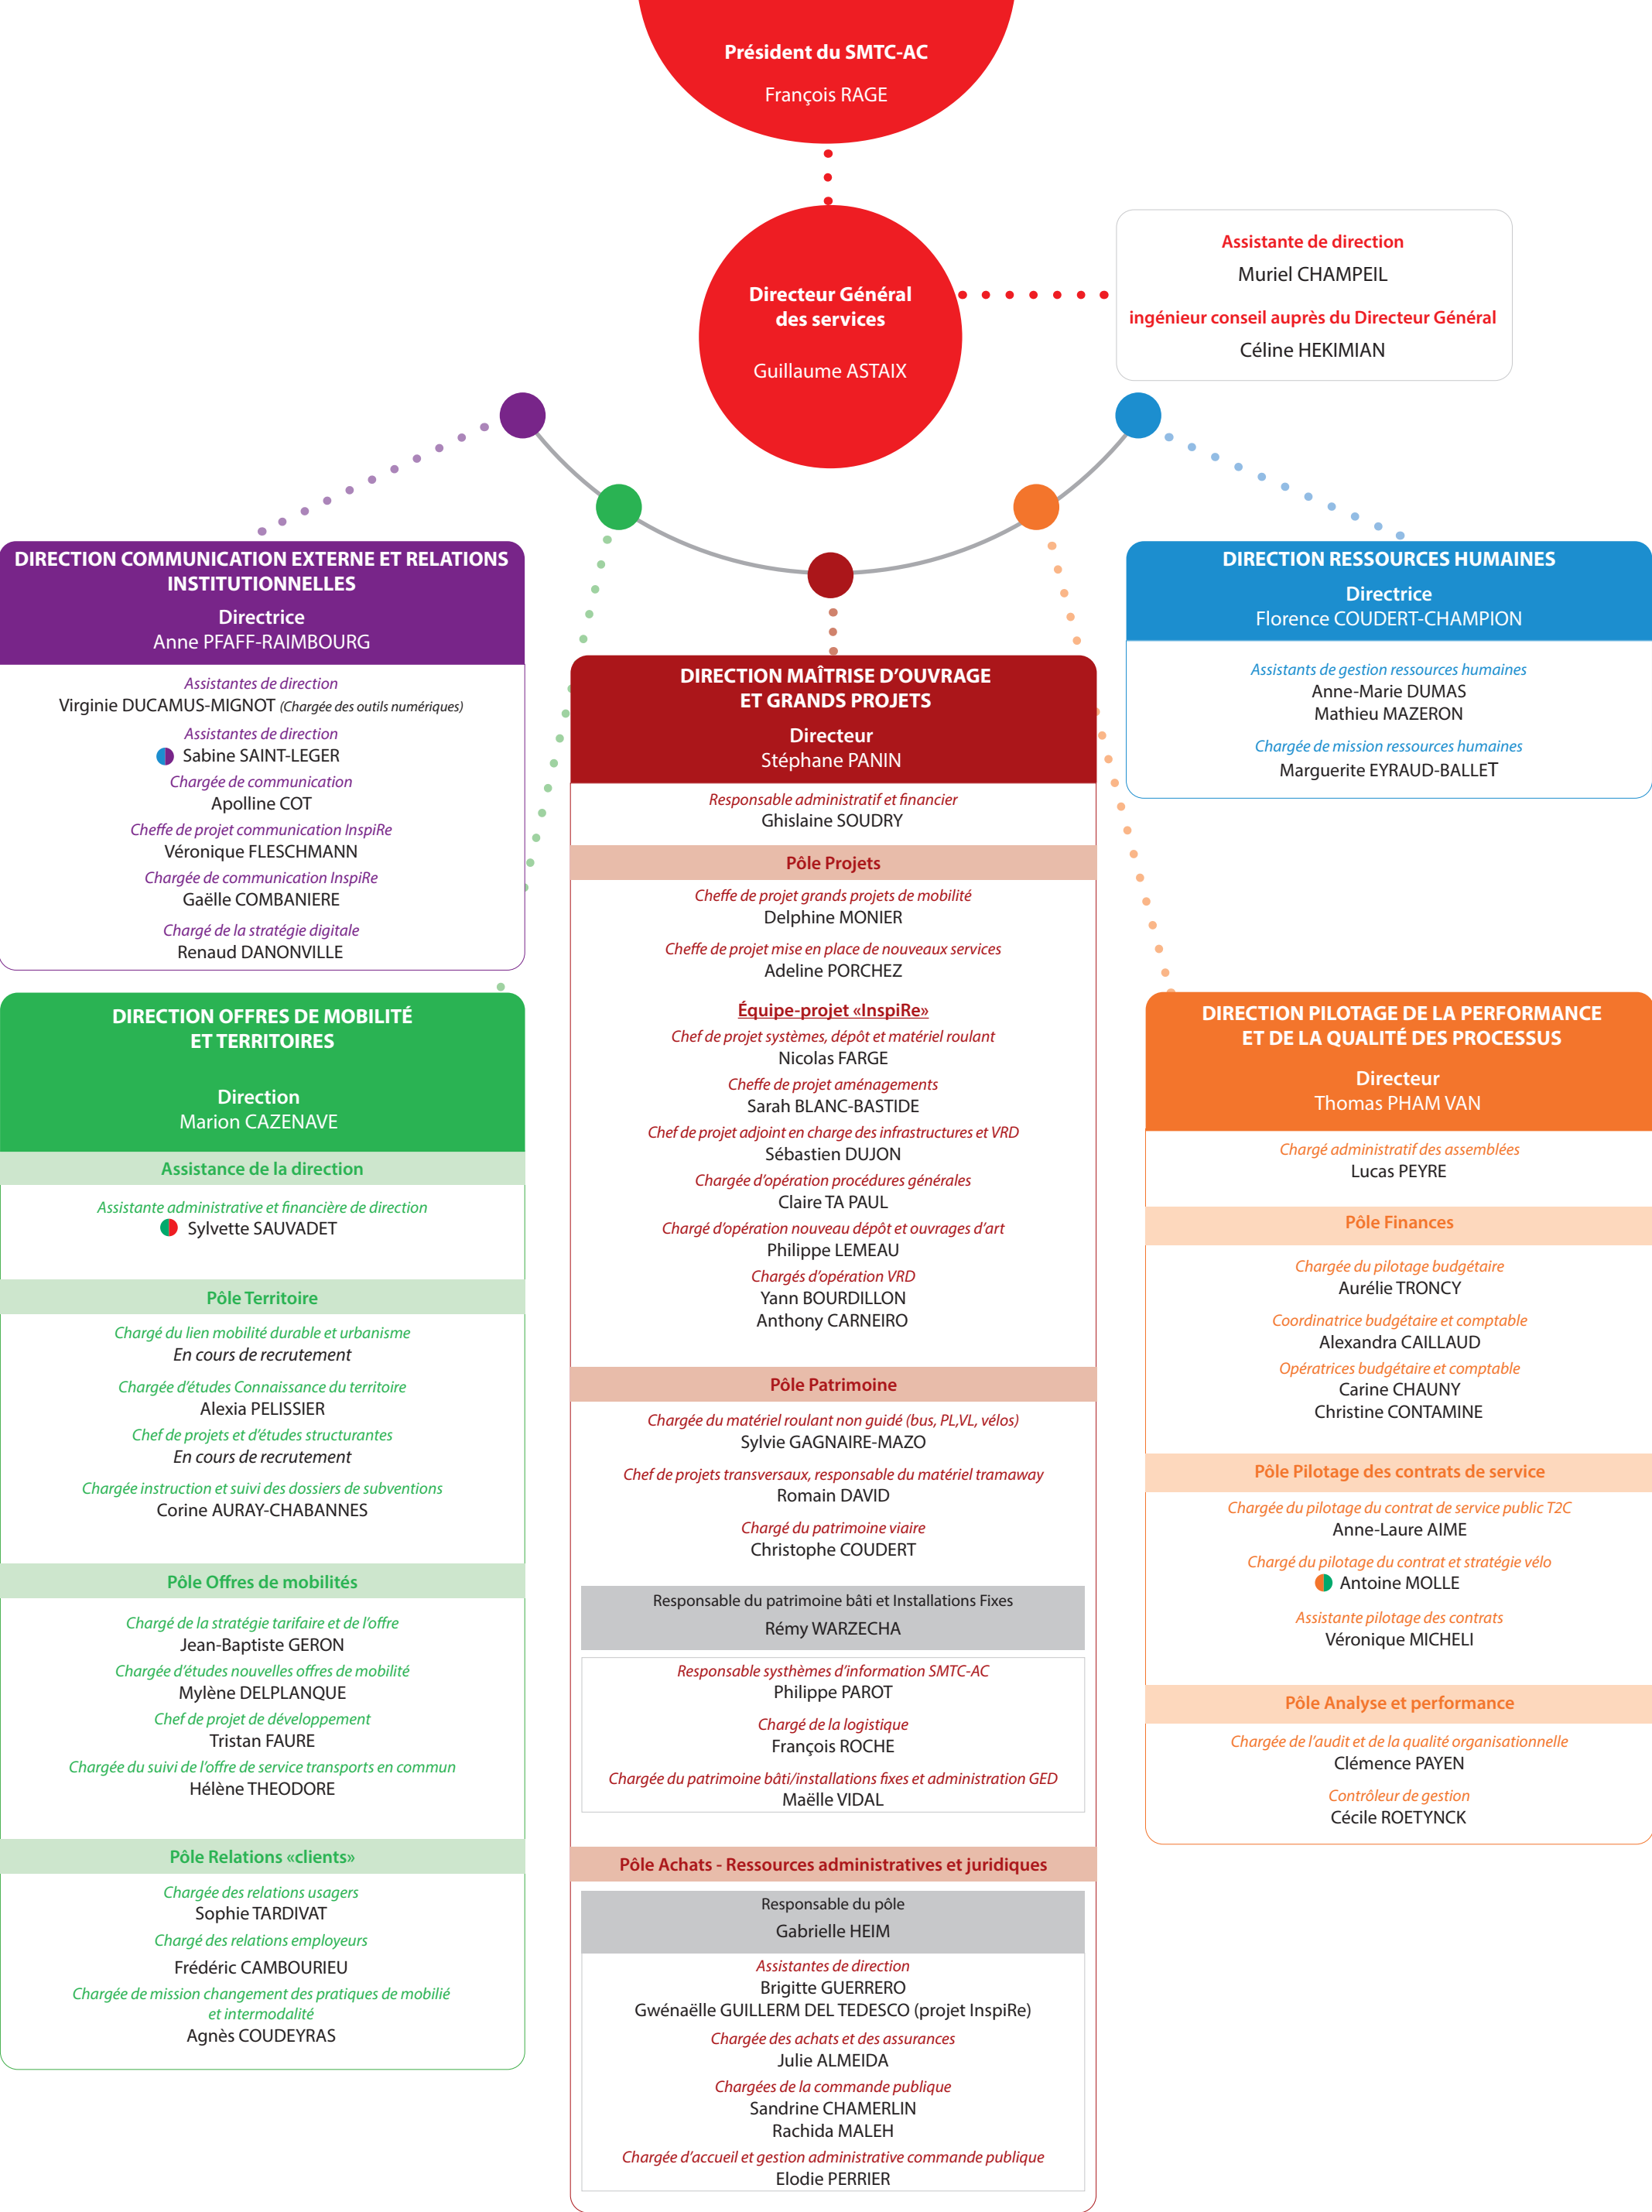 Président du SMTC-AC
François RAGE
Directeur Général
des services
Guillaume ASTAIX
Assistante de direction
Muriel CHAMPEIL
ingénieur conseil auprès du Directeur Général
Céline HEKIMIAN
DIRECTION COMMUNICATION EXTERNE ET RELATIONS
INSTITUTIONNELLES
Directrice
Anne PFAFF-RAIMBOURG
Assistantes de direction
Virginie DUCAMUS-MIGNOT (Chargée des outils numériques)
Assistantes de direction
Sabine SAINT-LEGER
Chargée de communication
Apolline COT
Cheffe de projet communication InspiRe
Véronique FLESCHMANN
Chargée de communication InspiRe
Gaëlle COMBANIERE
Chargé de la stratégie digitale
Renaud DANONVILLE
DIRECTION OFFRES DE MOBILITÉ
ET TERRITOIRES
Direction
Marion CAZENAVE
Assistance de la direction
Assistante administrative et financière de direction
Sylvette SAUVADET
Pôle Territoire
Chargé du lien mobilité durable et urbanisme
En cours de recrutement
Chargée d’études Connaissance du territoire
Alexia PELISSIER
Chef de projets et d’études structurantes
En cours de recrutement
Chargée instruction et suivi des dossiers de subventions
Corine AURAY-CHABANNES
Pôle Offres de mobilités
Chargé de la stratégie tarifaire et de l’offre
Jean-Baptiste GERON
Chargée d’études nouvelles offres de mobilité
Mylène DELPLANQUE
Chef de projet de développement
Tristan FAURE
Chargée du suivi de l’offre de service transports en commun
Hélène THEODORE
Pôle Relations «clients»
Chargée des relations usagers
Sophie TARDIVAT
Chargé des relations employeurs
Frédéric CAMBOURIEU
Chargée de mission changement des pratiques de mobilié
et intermodalité
Agnès COUDEYRAS
DIRECTION MAÎTRISE D’OUVRAGE
ET GRANDS PROJETS
Directeur
Stéphane PANIN
Responsable administratif et financier
Ghislaine SOUDRY
Pôle Projets
Cheffe de projet grands projets de mobilité
Delphine MONIER
Cheffe de projet mise en place de nouveaux services
Adeline PORCHEZ
Équipe-projet «InspiRe»
Chef de projet systèmes, dépôt et matériel roulant
Nicolas FARGE
Cheffe de projet aménagements
Sarah BLANC-BASTIDE
Chef de projet adjoint en charge des infrastructures et VRD
Sébastien DUJON
Chargée d’opération procédures générales
Claire TA PAUL
Chargé d’opération nouveau dépôt et ouvrages d’art
Philippe LEMEAU
Chargés d’opération VRD
Yann BOURDILLON
Anthony CARNEIRO
Pôle Patrimoine
Chargée du matériel roulant non guidé (bus, PL,VL, vélos)
Sylvie GAGNAIRE-MAZO
Chef de projets transversaux, responsable du matériel tramaway
Romain DAVID
Chargé du patrimoine viaire
Christophe COUDERT
Responsable du patrimoine bâti et Installations Fixes
Rémy WARZECHA
Responsable systhèmes d’information SMTC-AC
Philippe PAROT
Chargé de la logistique
François ROCHE
Chargée du patrimoine bâti/installations fixes et administration GED
Maëlle VIDAL
Pôle Achats - Ressources administratives et juridiques
Responsable du pôle
Gabrielle HEIM
Assistantes de direction
Brigitte GUERRERO
Gwénaëlle GUILLERM DEL TEDESCO (projet InspiRe)
Chargée des achats et des assurances
Julie ALMEIDA
Chargées de la commande publique
Sandrine CHAMERLIN
Rachida MALEH
Chargée d’accueil et gestion administrative commande publique
Elodie PERRIER
DIRECTION RESSOURCES HUMAINES
Directrice
Florence COUDERT-CHAMPION
Assistants de gestion ressources humaines
Anne-Marie DUMAS
Mathieu MAZERON
Chargée de mission ressources humaines
Marguerite EYRAUD-BALLET
DIRECTION PILOTAGE DE LA PERFORMANCE
ET DE LA QUALITÉ DES PROCESSUS
Directeur
Thomas PHAM VAN
Chargé administratif des assemblées
Lucas PEYRE
Pôle Finances
Chargée du pilotage budgétaire
Aurélie TRONCY
Coordinatrice budgétaire et comptable
Alexandra CAILLAUD
Opératrices budgétaire et comptable
Carine CHAUNY
Christine CONTAMINE
Pôle Pilotage des contrats de service
Chargée du pilotage du contrat de service public T2C
Anne-Laure AIME
Chargé du pilotage du contrat et stratégie vélo
Antoine MOLLE
Assistante pilotage des contrats
Véronique MICHELI
Pôle Analyse et performance
Chargée de l’audit et de la qualité organisationnelle
Clémence PAYEN
Contrôleur de gestion
Cécile ROETYNCK